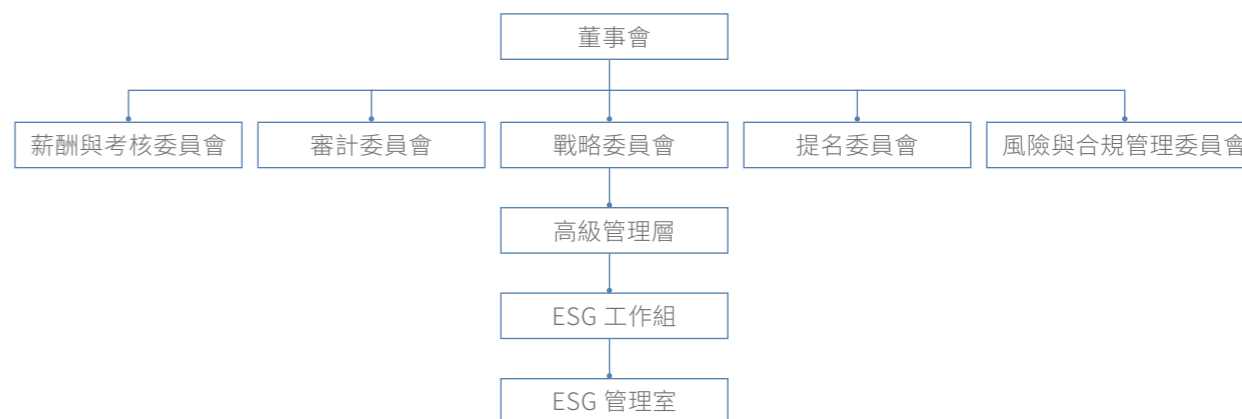 董事會
薪酬與考核委員會
審計委員會
戰略委員會
提名委員會
風險與合規管理委員會
高級管理層
ESG 工作組
ESG 管理室